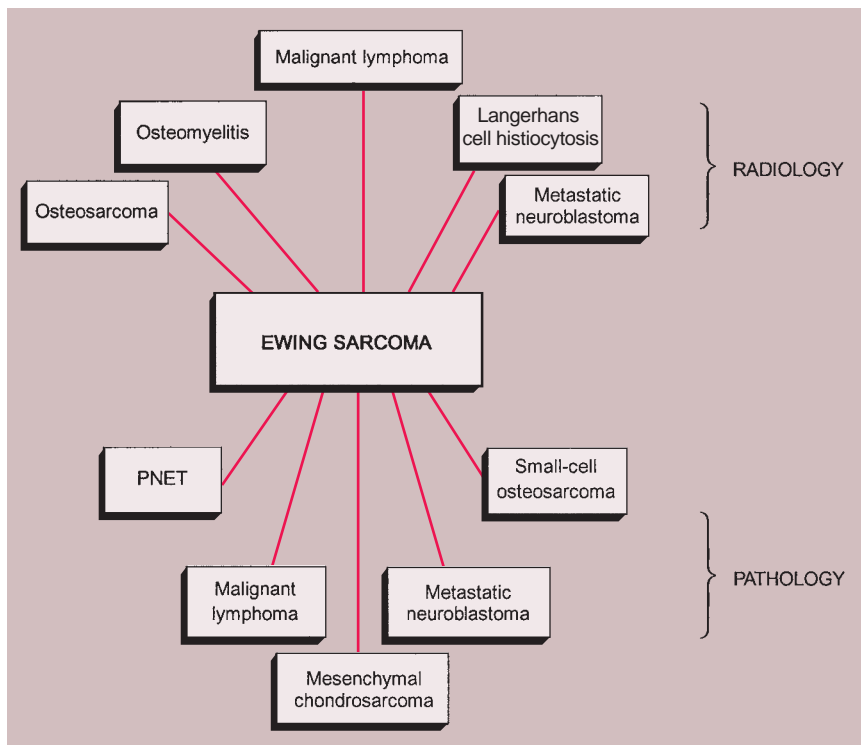 Malignant lymphoma
Langerhans
cell histiocytosis
Osteomyelitis
RADIOLOGY
Metastatic
neuroblastoma
Osteosarcoma
EWING SARCOMA
PNET
Small-cell
osteosarcoma
PATHOLOGY
Malignant
lymphoma
Metastatic
neuroblastoma
Mesenchymal
chondrosarcoma